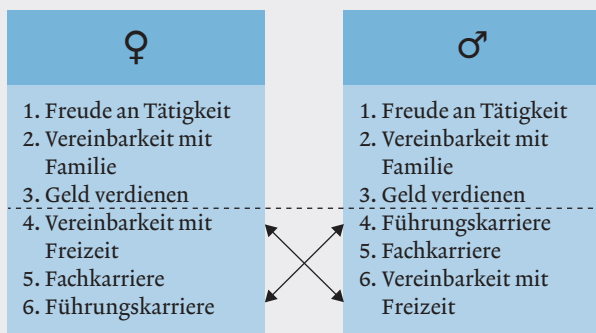 ♀
1. Freude an Tätigkeit
2. Vereinbarkeit mit
Familie
3. Geld verdienen
4. Vereinbarkeit mit
Freizeit
5. Fachkarriere
6. Führungskarriere
♂
1. Freude an Tätigkeit
2. Vereinbarkeit mit
Familie
3. Geld verdienen
4. Führungskarriere
5. Fachkarriere
6. Vereinbarkeit mit
Freizeit